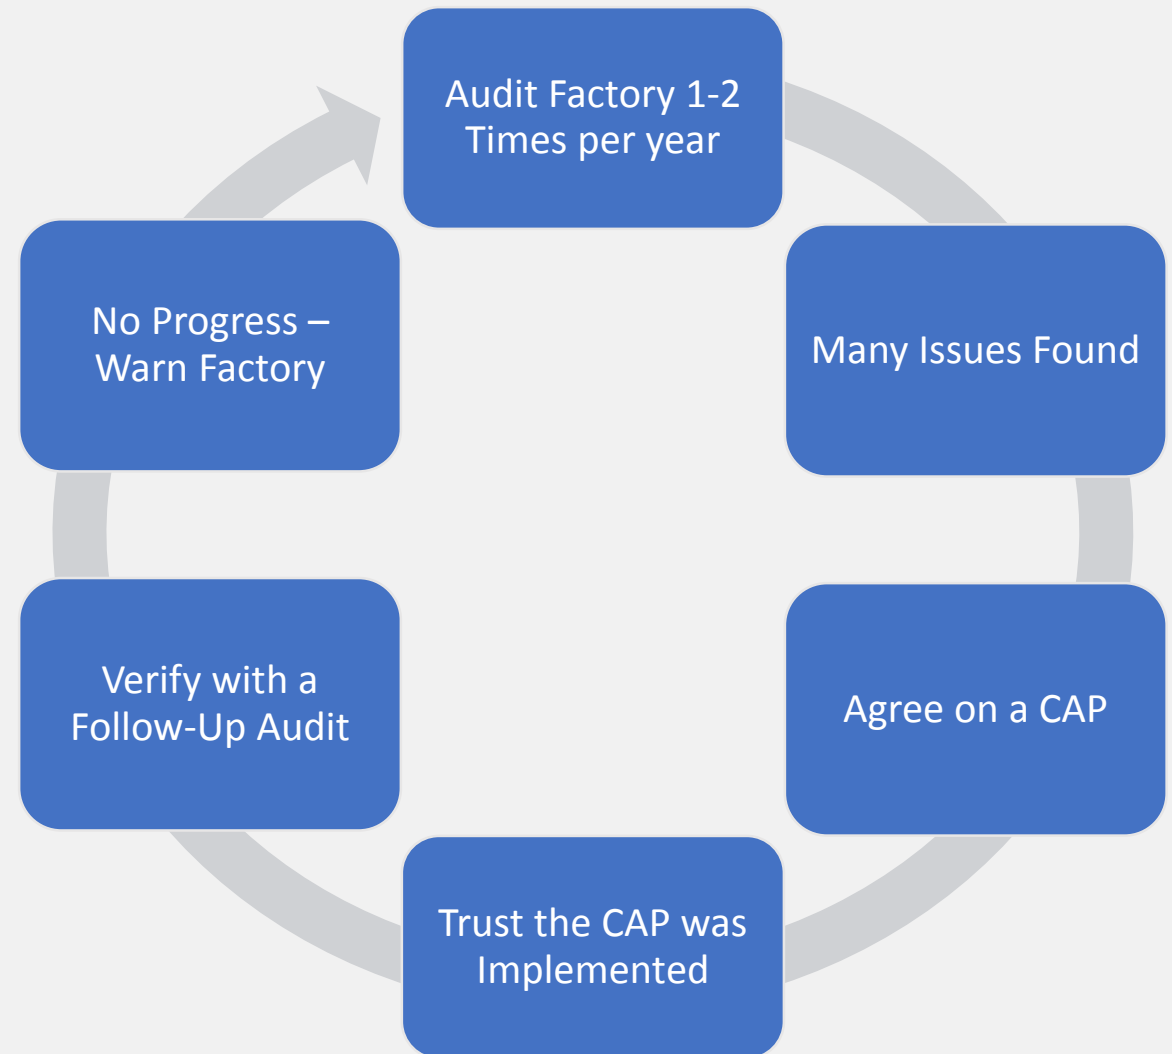 Audit Factory 1-2
Times per year
Many Issues Found
Agree on a CAP
Trust the CAP was
Implemented
Verify with a
Follow-Up Audit
No Progress –
Warn Factory